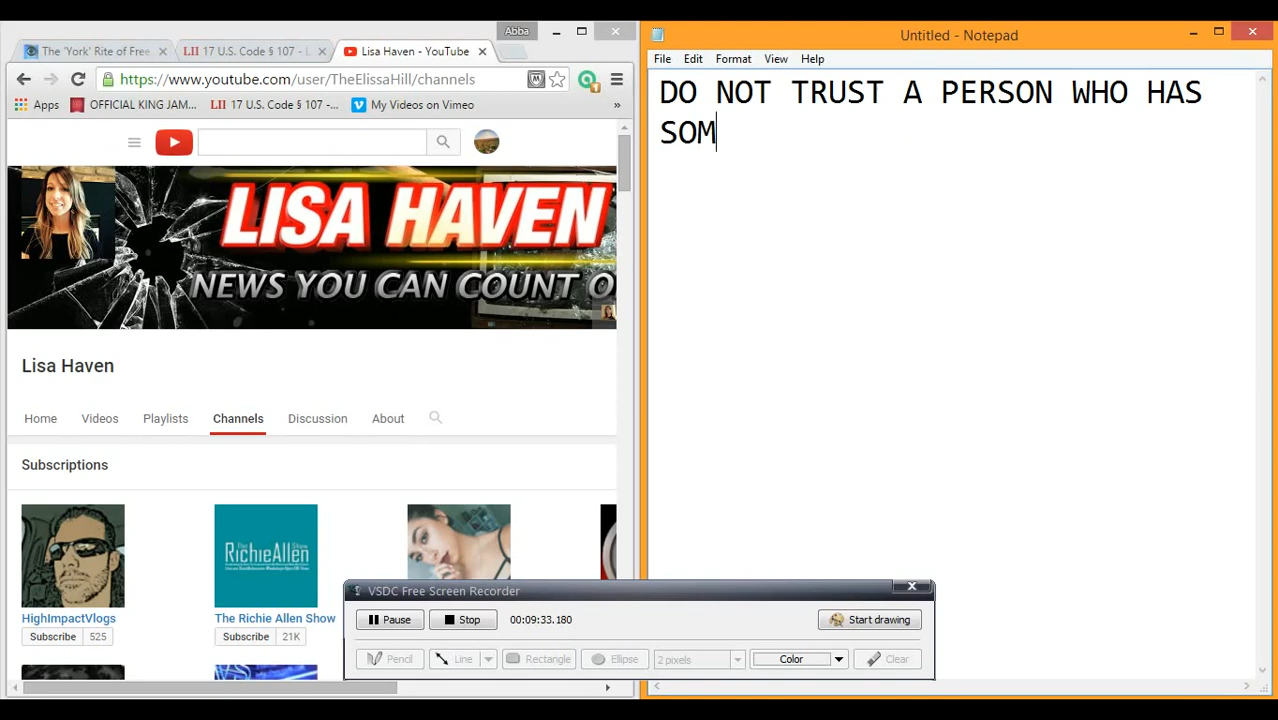 Abba
The 'York' Rite of Free
LII 17 U.S. Code § 107 - L
Lisa Haven - YouTube
https://www.youtube.com/user/TheElissaHill/channels
Apps
OFFICIAL KING JAM...
LII 17 U.S. Code § 107 -...
My Videos on Vimeo
»
LISA HAVEN
NEWS YOU CAN COUNT O
Lisa Haven
Home Videos Playlists Channels Discussion About
Subscriptions
The RichieAllen Show
HighImpactVlogs
Subscribe 525
The Richie Allen Show
Subscribe 21K
Untitled - Notepad
File Edit Format View Help
DO NOT TRUST A PERSON WHO HAS
SOM
VSDC Free Screen Recorder
Pause Stop 00:09:33.180 Start drawing
Pencil Line Rectangle Ellipse 2 pixels Color Clear